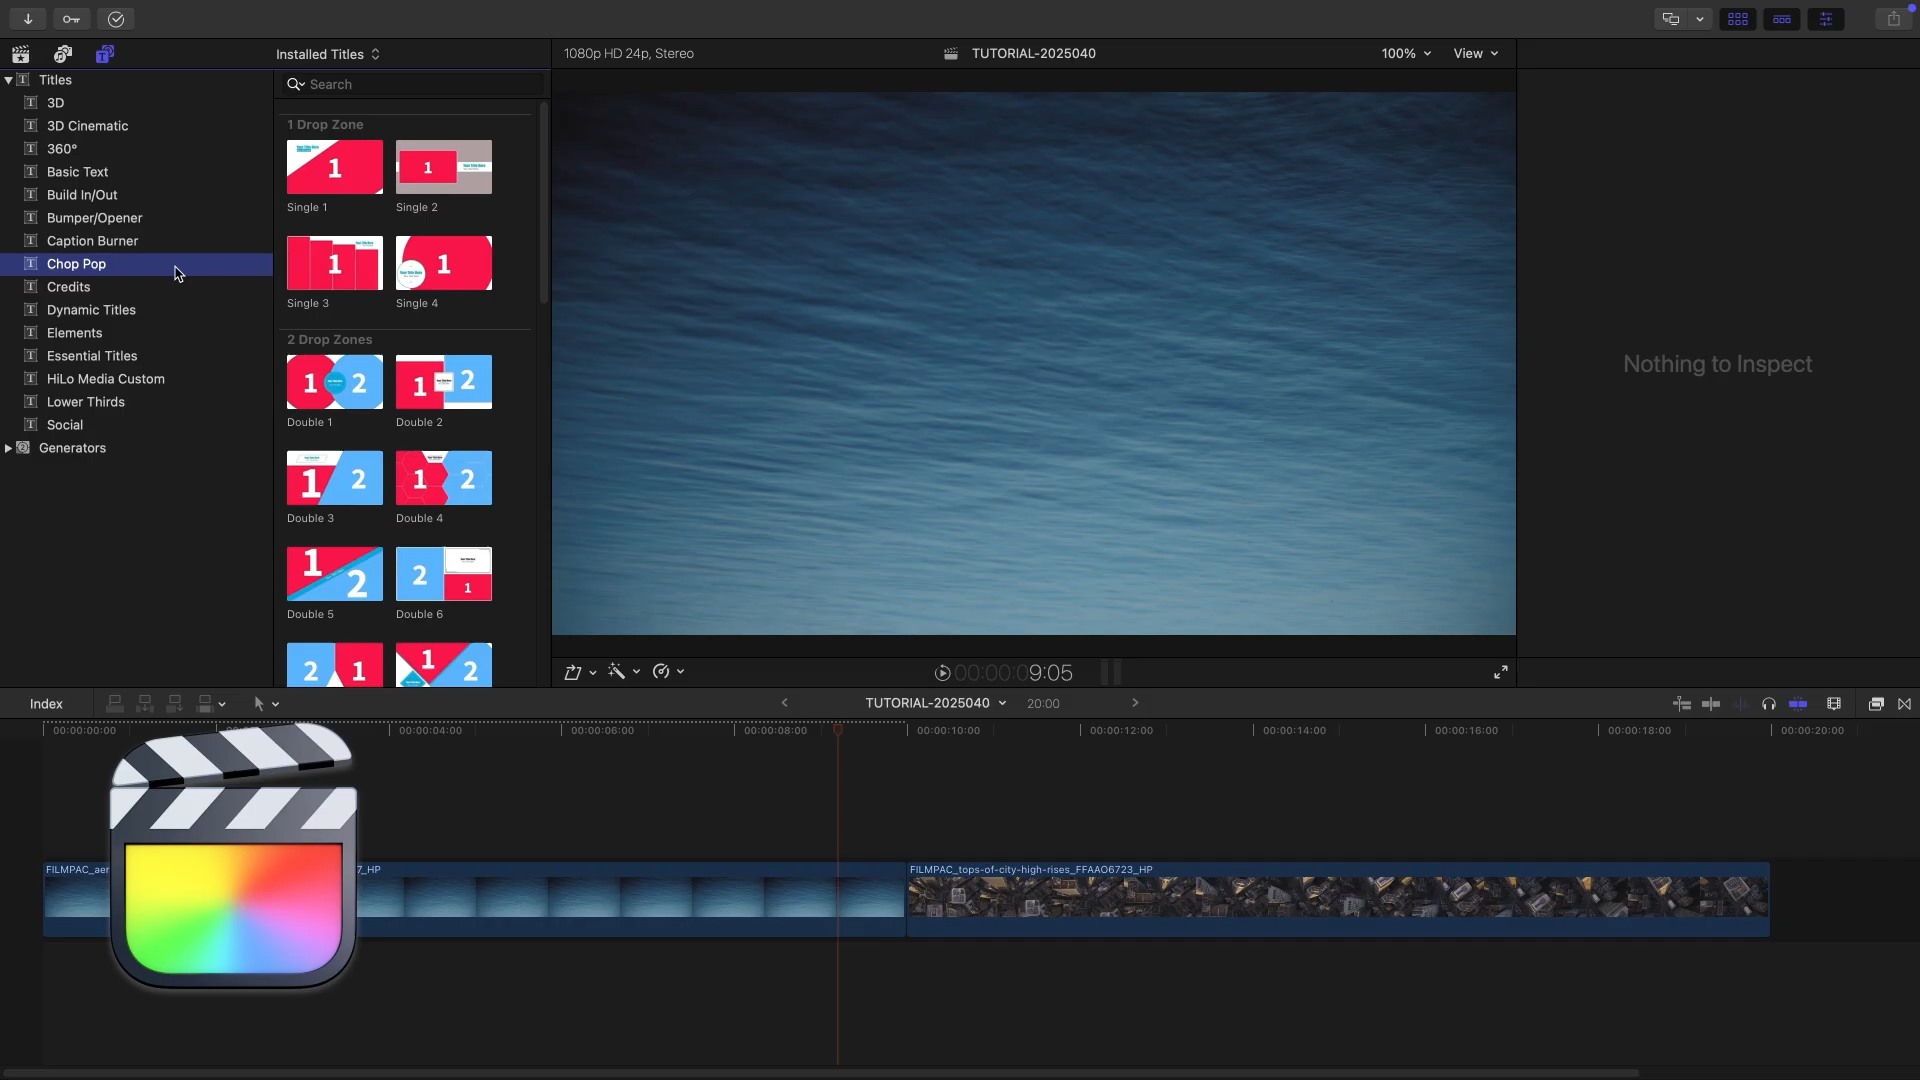 Installed Titles
1080p HD 24p, Stereo
TUTORIAL-2025040
100%
View
Titles
3D
3D Cinematic
360°
Basic Text
Build In/Out
Bumper/Opener
Caption Burner
Chop Pop
Credits
Dynamic Titles
Elements
Essential Titles
HiLo Media Custom
Lower Thirds
Social
Generators
Search
1 Drop Zone
1
1
Single 1
Single 2
1
1
Single 3
Single 4
2 Drop Zones
1 2
1 2
Double 1
Double 2
1 2
1 2
Double 3
Double 4
1 2
2 1
Double 5
Double 6
2 1
1 2
Nothing to Inspect
00:00:09:05
Index
TUTORIAL-2025040
20:00
00:00:00:00
00:00:04:00
00:00:06:00
00:00:08:00
00:00:10:00
00:00:12:00
00:00:14:00
00:00:16:00
00:00:18:00
00:00:20:00
FILMPAC_aer
7_HP
FILMPAC_tops-of-city-high-rises_FFAAO6723_HP